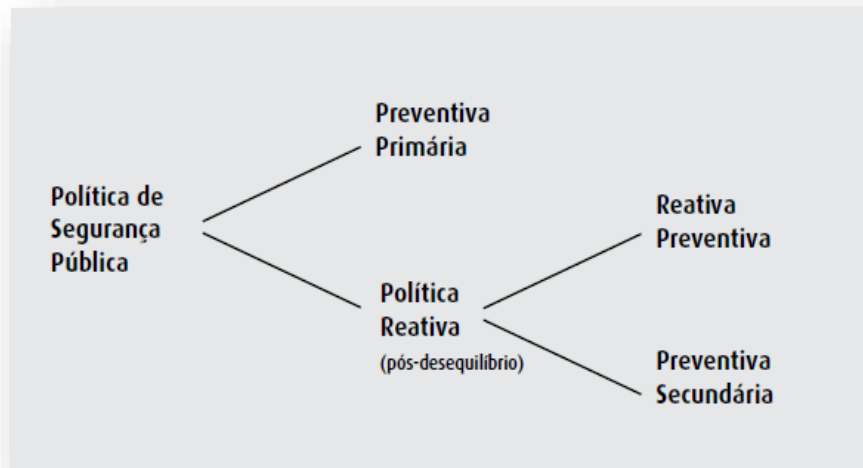 Preventiva
Primária
Política de
Segurança
Pública
Reativa
Preventiva
Política
Reativa
(pós-desequilíbrio)
Preventiva
Secundária